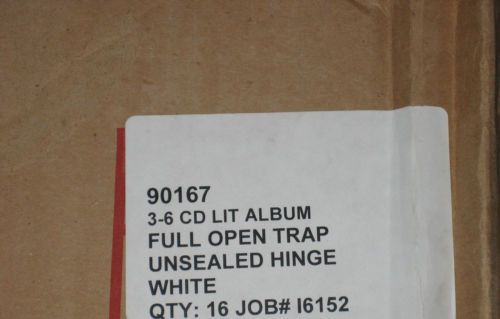 90167
3-6 CD LIT ALBUM
FULL OPEN TRAP
UNSEALED HINGE
WHITE
QTY: 16 JOB# I6152